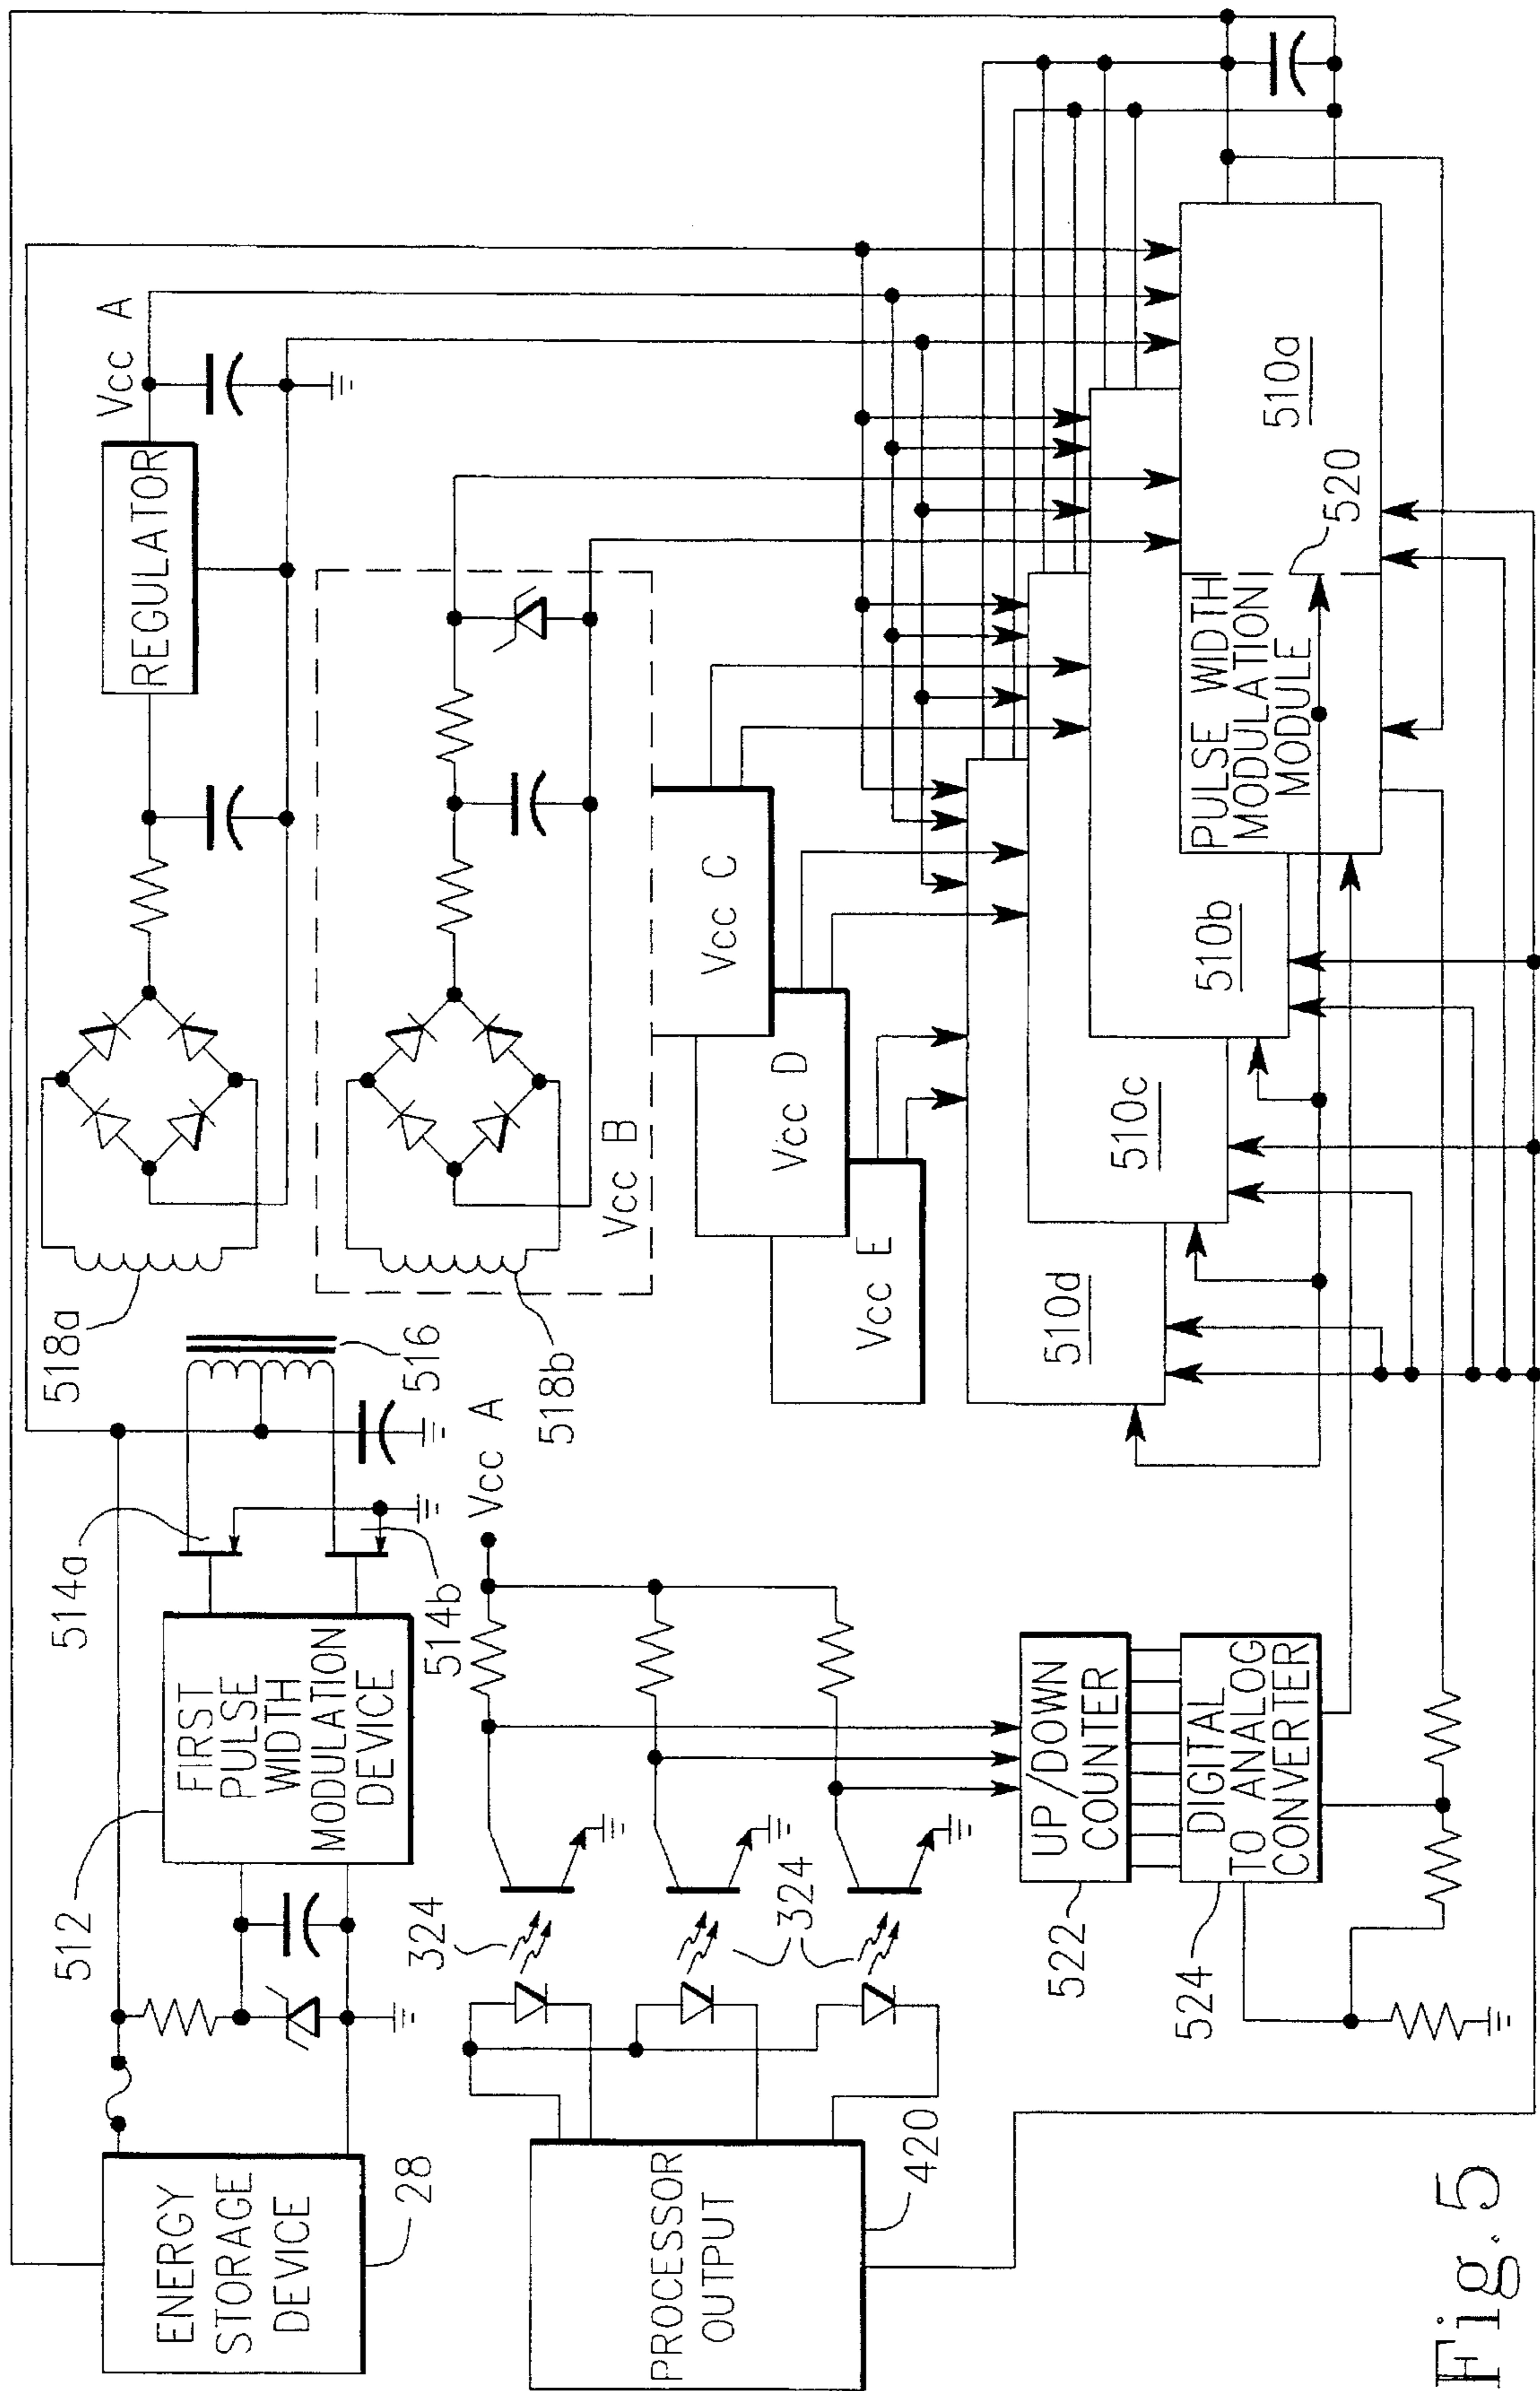 ENERGY
STORAGE
DEVICE
28
512
FIRST
PULSE
WIDTH
MODULATION
DEVICE
514a
514b
516
518a
518b
REGULATOR
Vcc A
Vcc B
Vcc C
Vcc D
Vcc E
Vcc A
PROCESSOR
OUTPUT
420
324
324
522
UP/DOWN
COUNTER
524
DIGITAL
TO ANALOG
CONVERTER
510d
510c
510b
510a
PULSE WIDTH
MODULATION
MODULE
520
Fig. 5